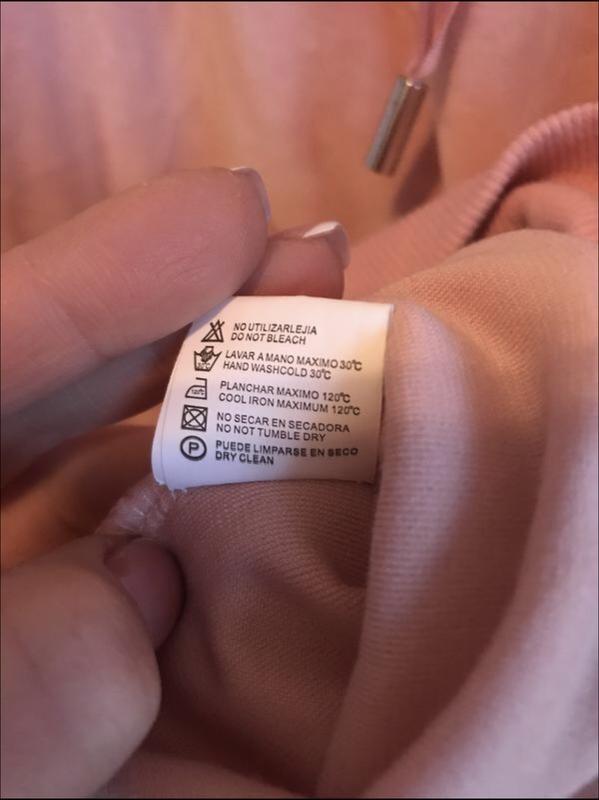 NO UTILIZARLEJIA
DO NOT BLEACH
LAVAR A MANO MAXIMO 30℃
HAND WASHCOLD 30℃
PLANCHAR MAXIMO 120℃
COOL IRON MAXIMUM 120℃
NO SECAR EN SECADORA
NO NOT TUMBLE DRY
P
PUEDE LIMPARSE EN SECO
DRY CLEAN